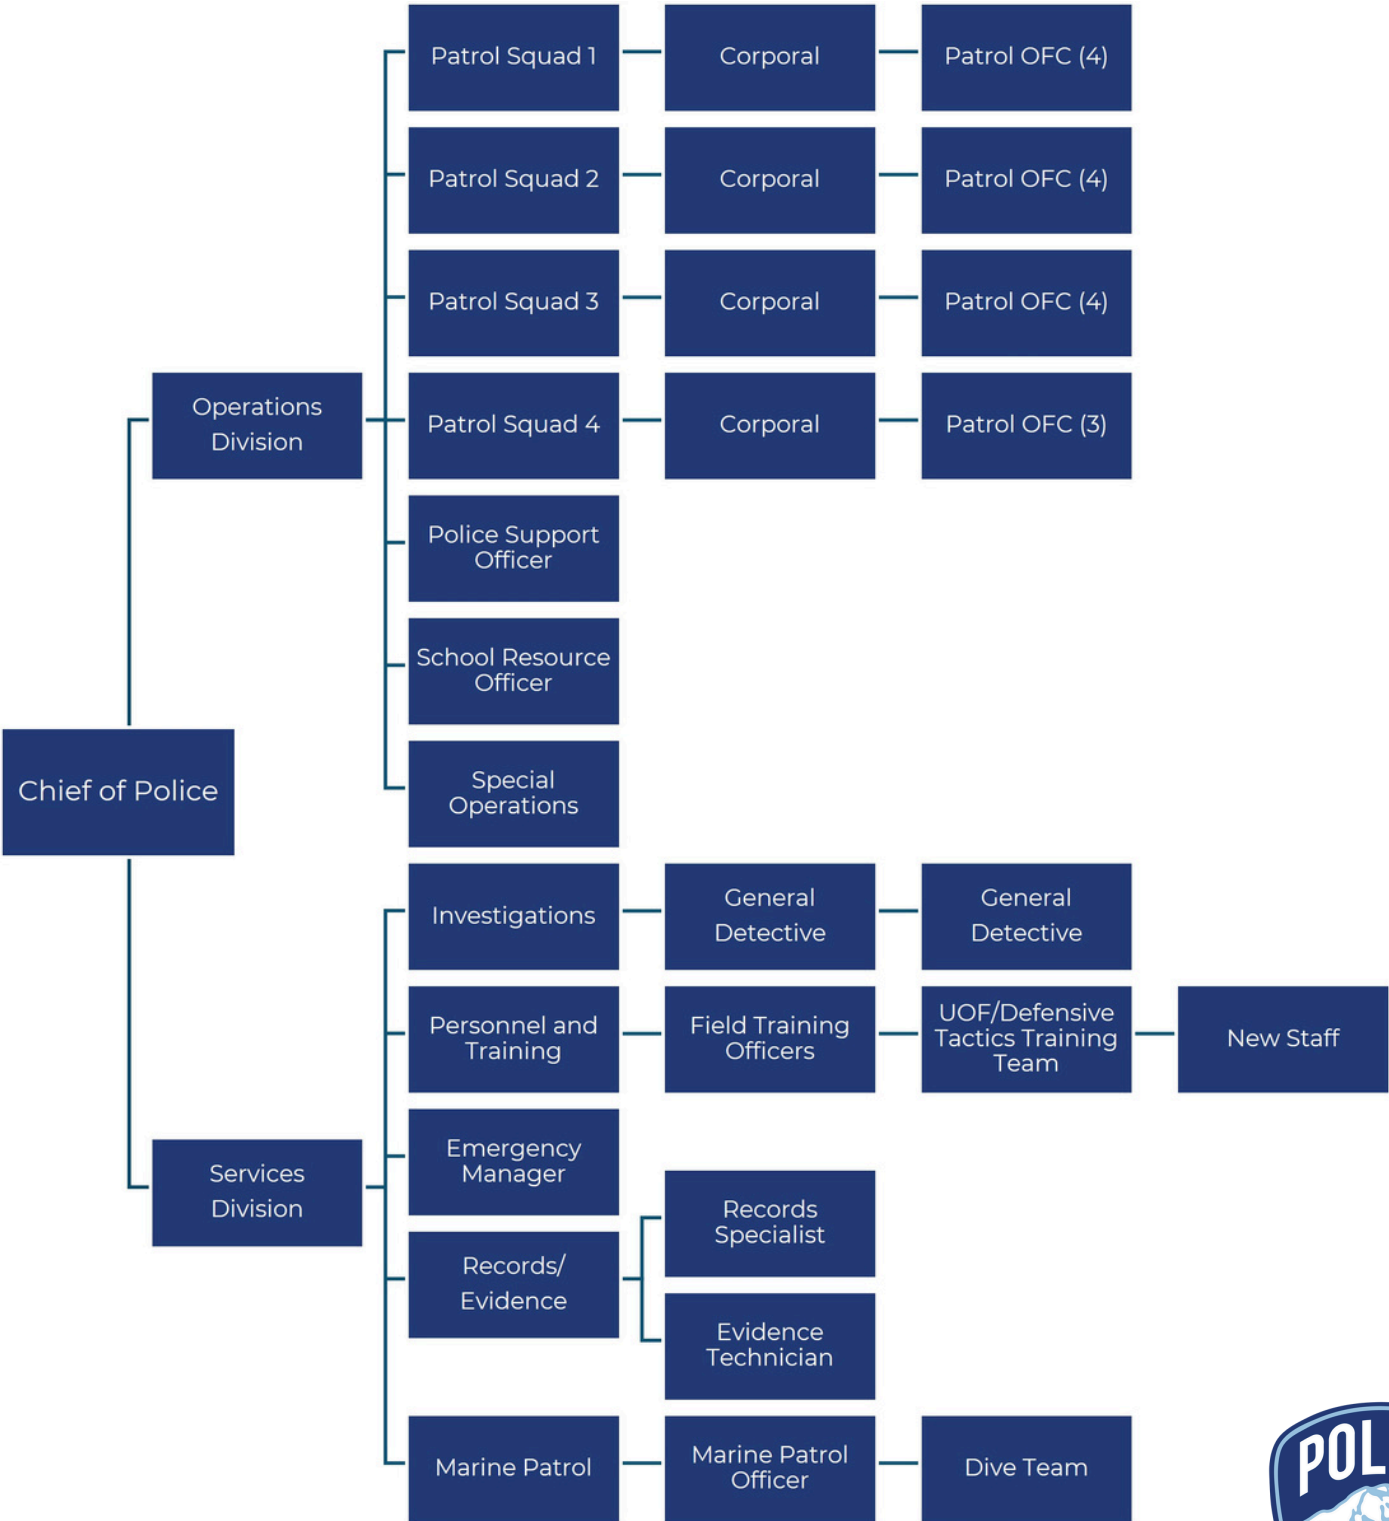 Patrol Squad 1
Corporal
Patrol OFC (4)
Patrol Squad 2
Corporal
Patrol OFC (4)
Patrol Squad 3
Corporal
Patrol OFC (4)
Operations
Division
Patrol Squad 4
Corporal
Patrol OFC (3)
Police Support
Officer
School Resource
Officer
Chief of Police
Special
Operations
Investigations
General
Detective
General
Detective
Personnel and
Training
Field Training
Officers
UOF/Defensive
Tactics Training
Team
New Staff
Services
Division
Emergency
Manager
Records/
Evidence
Records
Specialist
Evidence
Technician
Marine Patrol
Marine Patrol
Officer
Dive Team
POL